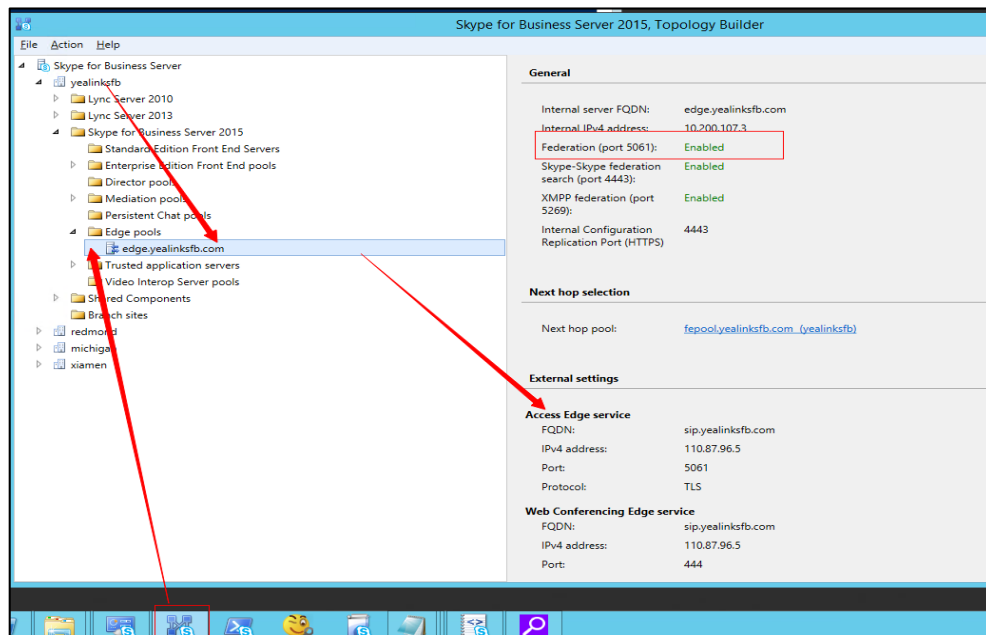 Skype for Business Server 2015, Topology Builder
File Action Help
Skype for Business Server
yealinksfb
Lync Server 2010
Lync Server 2013
Skype for Business Server 2015
Standard Edition Front End Servers
Enterprise Edition Front End pools
Director pools
Mediation pools
Persistent Chat pools
Edge pools
edge.yealinksfb.com
Trusted application servers
Video Interop Server pools
Shared Components
Branch sites
redmond
michigan
xiamen
General
Internal server FQDN: edge.yealinksfb.com
Internal IPv4 address: 10.200.107.3
Federation (port 5061): Enabled
Skype-Skype federation Enabled
search (port 4443):
XMPP federation (port Enabled
5269):
Internal Configuration 4443
Replication Port (HTTPS)
Next hop selection
Next hop pool: fepool.yealinksfb.com (yealinksfb)
External settings
Access Edge service
FQDN: sip.yealinksfb.com
IPv4 address: 110.87.96.5
Port: 5061
Protocol: TLS
Web Conferencing Edge service
FQDN: sip.yealinksfb.com
IPv4 address: 110.87.96.5
Port: 444